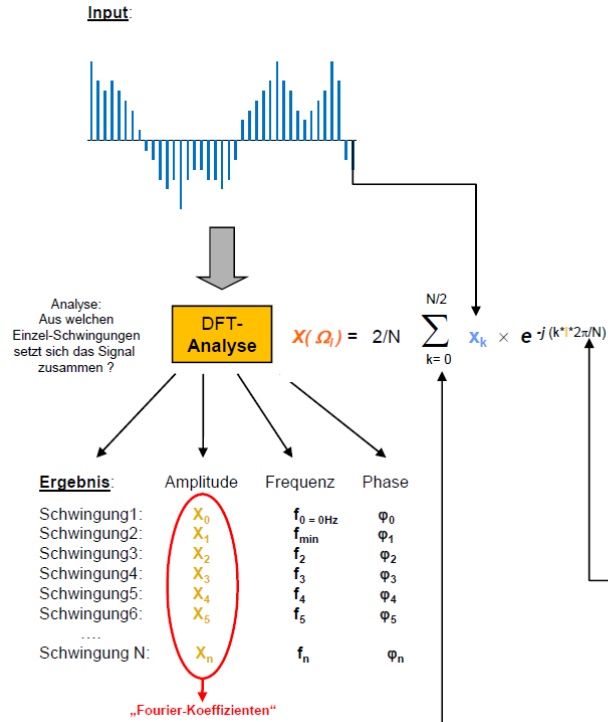 Input:
Analyse:
Aus welchen
Einzel-Schwingungen
setzt sich das Signal
zusammen ?
DFT-
Analyse
X( Ωl) = 2/N N/2 ∑ k= 0 xk × e -j (k*l*2π/N)
Ergebnis: Amplitude Frequenz Phase
Schwingung1: X0 f0 = 0Hz φ0
Schwingung2: X1 fmin φ1
Schwingung3: X2 f2 φ2
Schwingung4: X3 f3 φ3
Schwingung5: X4 f4 φ4
Schwingung6: X5 f5 φ5
....
Schwingung N: Xn fn φn
„Fourier-Koeffizienten“